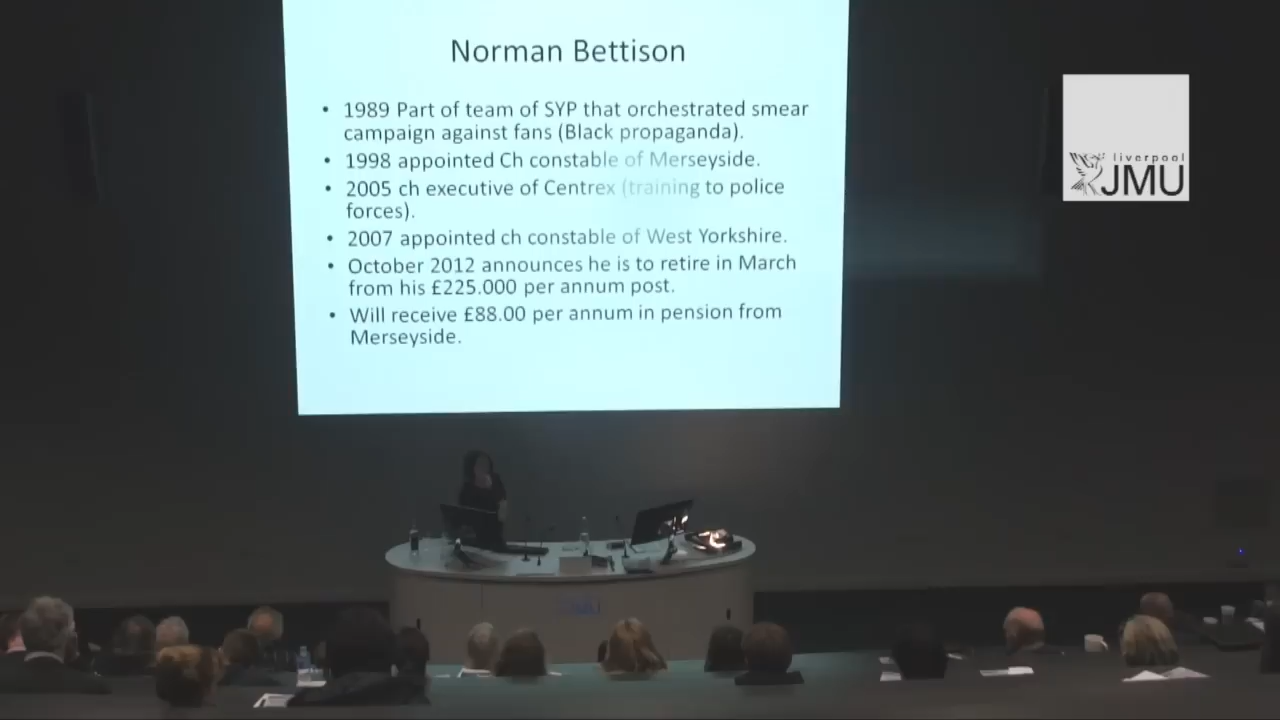 Norman Bettison
• 1989 Part of team of SYP that orchestrated smear
campaign against fans (Black propaganda).
• 1998 appointed Ch constable of Merseyside.
• 2005 ch executive of Centrex (training to police
forces).
• 2007 appointed ch constable of West Yorkshire.
• October 2012 announces he is to retire in March
from his £225.000 per annum post.
• Will receive £88.00 per annum in pension from
Merseyside.
liverpool
JMU